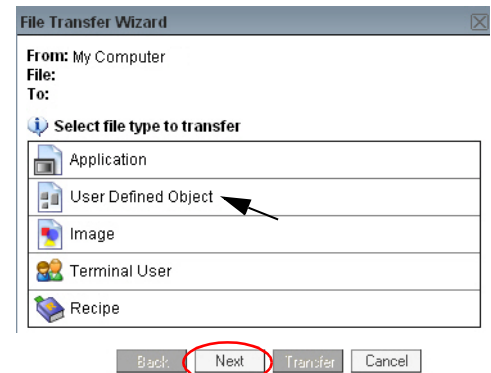 File Transfer Wizard
From: My Computer
File:
To:
Select file type to transfer
Application
User Defined Object
Image
Terminal User
Recipe
Back Next Transfer Cancel